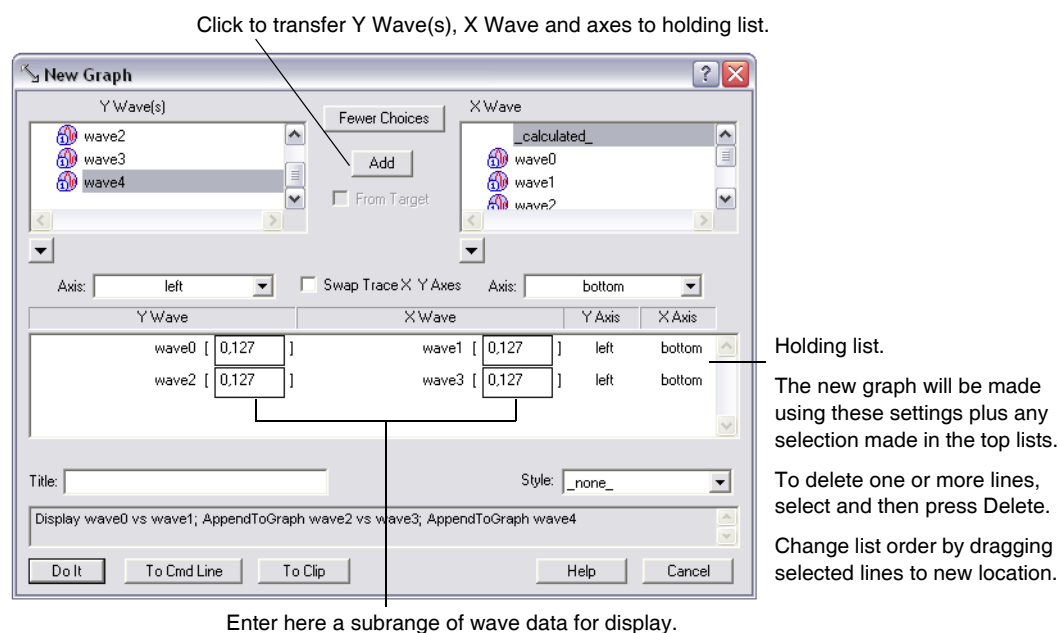 Click to transfer Y Wave(s), X Wave and axes to holding list.
New Graph
Y Wave(s)
Fewer Choices
X Wave
wave2
wave3
wave4
Add
From Target
_calculated_
wave0
wave1
wave2
Axis: left
Swap Trace X Y Axes
Axis: bottom
Y Wave X Wave Y Axis X Axis
wave0 [ 0,127 ] wave1 [ 0,127 ] left bottom
wave2 [ 0,127 ] wave3 [ 0,127 ] left bottom
Holding list.
The new graph will be made
using these settings plus any
selection made in the top lists.
To delete one or more lines,
select and then press Delete.
Change list order by dragging
selected lines to new location.
Title:
Style: _none_
Display wave0 vs wave1; AppendToGraph wave2 vs wave3; AppendToGraph wave4
Do It To Cmd Line To Clip Help Cancel
Enter here a subrange of wave data for display.